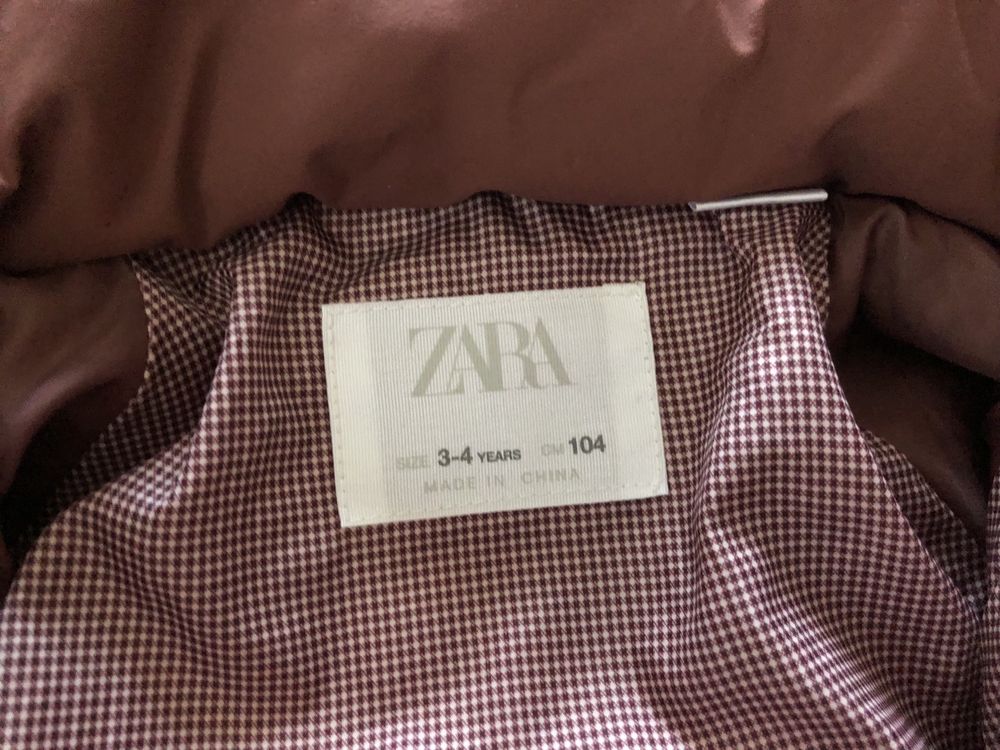 ZARA
SIZE 3-4 YEARS CM 104
MADE IN CHINA